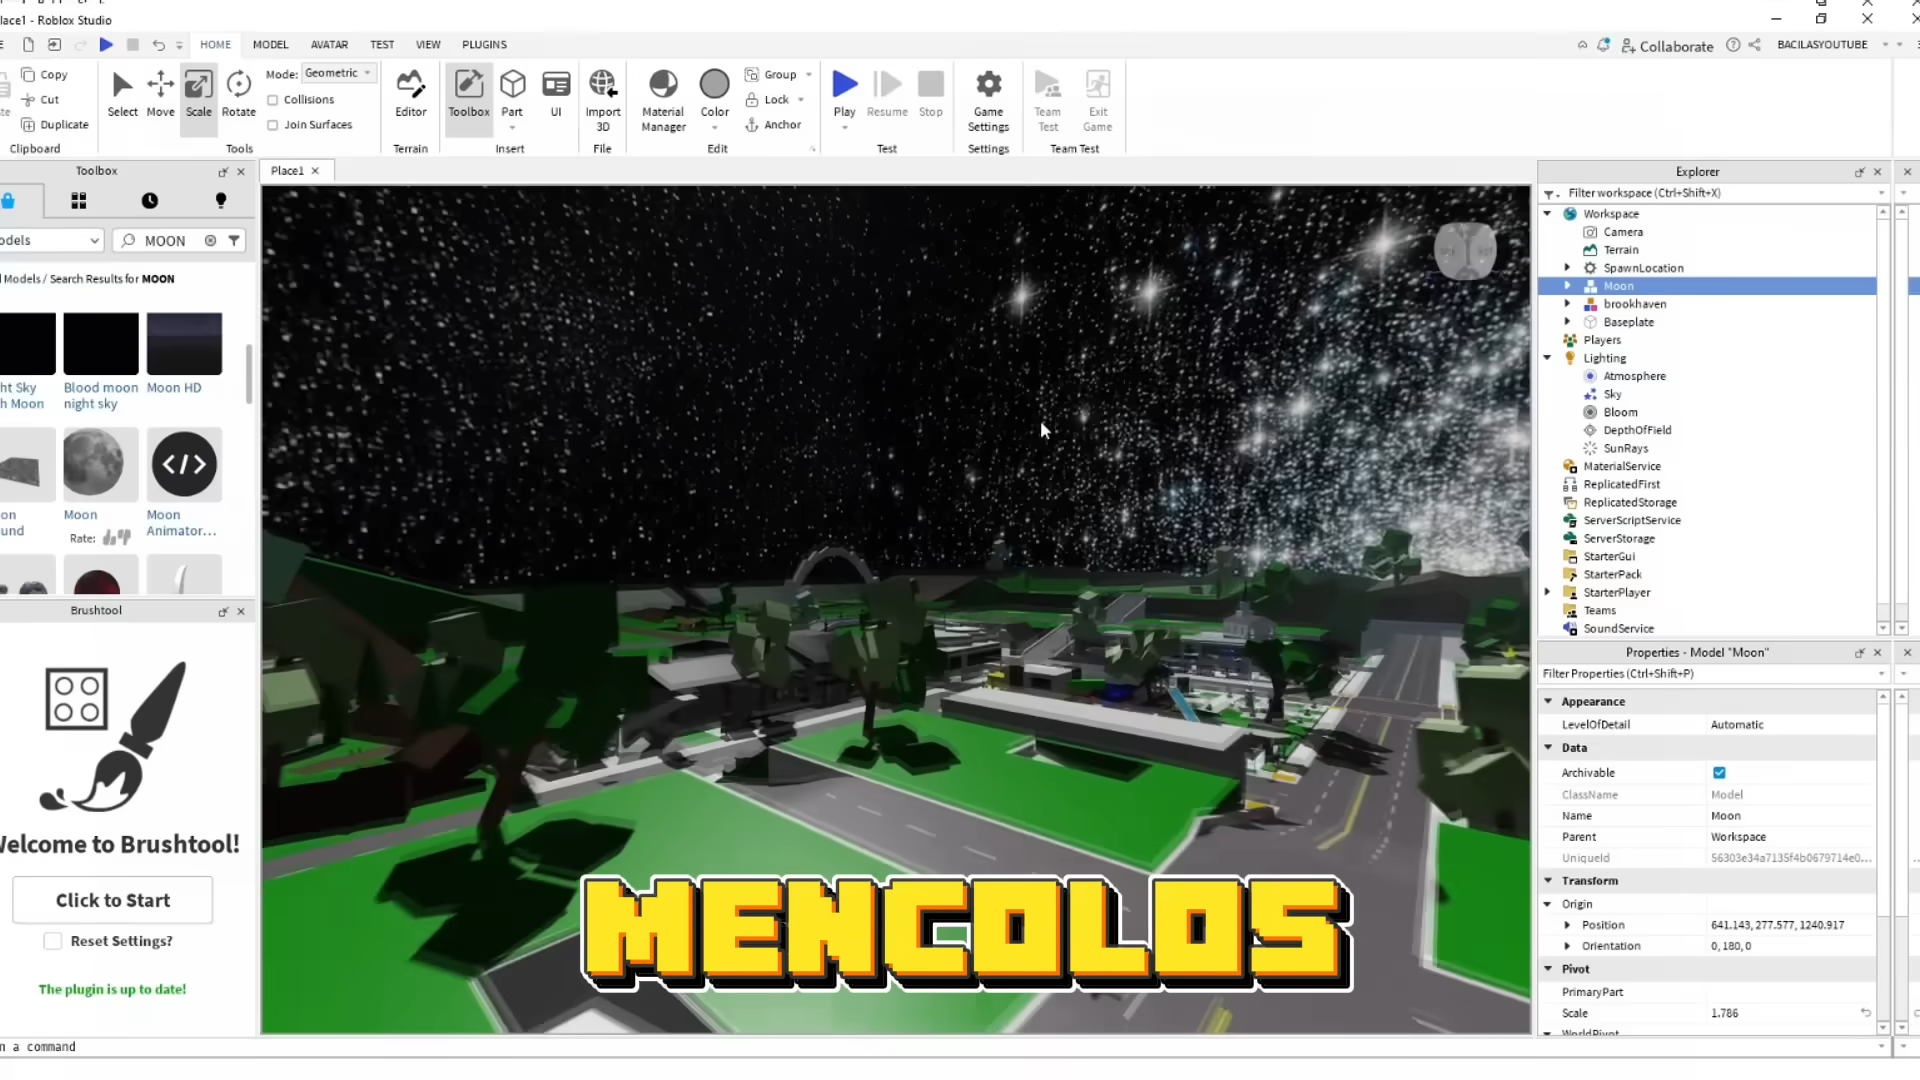 lace1 - Roblox Studio
HOME MODEL AVATAR TEST VIEW PLUGINS
Collaborate BACILASYOUTUBE
Copy
Cut
Duplicate
Clipboard
Select Move Scale Rotate
Mode: Geometric
Collisions
Join Surfaces
Tools
Editor
Terrain
Toolbox Part UI
Insert
Import 3D
File
Material Manager
Color
Group
Lock
Anchor
Edit
Play Resume Stop
Test
Game Settings
Settings
Team Test
Exit Game
Team Test
Toolbox
odels
MOON
Models / Search Results for MOON
ht Sky
h Moon
Blood moon night sky
Moon HD
on
und
Moon
Rate:
Moon Animator...
Brushtool
Welcome to Brushtool!
Click to Start
Reset Settings?
The plugin is up to date!
n a command
Place1
MENCOLOS
Explorer
Filter workspace (Ctrl+Shift+X)
Workspace
Camera
Terrain
SpawnLocation
Moon
brookhaven
Baseplate
Players
Lighting
Atmosphere
Sky
Bloom
DepthOfField
SunRays
MaterialService
ReplicatedFirst
ReplicatedStorage
ServerScriptService
ServerStorage
StarterGui
StarterPack
StarterPlayer
Teams
SoundService
Properties - Model "Moon"
Filter Properties (Ctrl+Shift+P)
Appearance
LevelOfDetail Automatic
Data
Archivable
ClassName Model
Name Moon
Parent Workspace
UniqueId 56303e34a7135f4b0679714e0...
Transform
Origin
Position 641.143, 277.577, 1240.917
Orientation 0, 180, 0
Pivot
PrimaryPart
Scale 1.786
WorldPivot